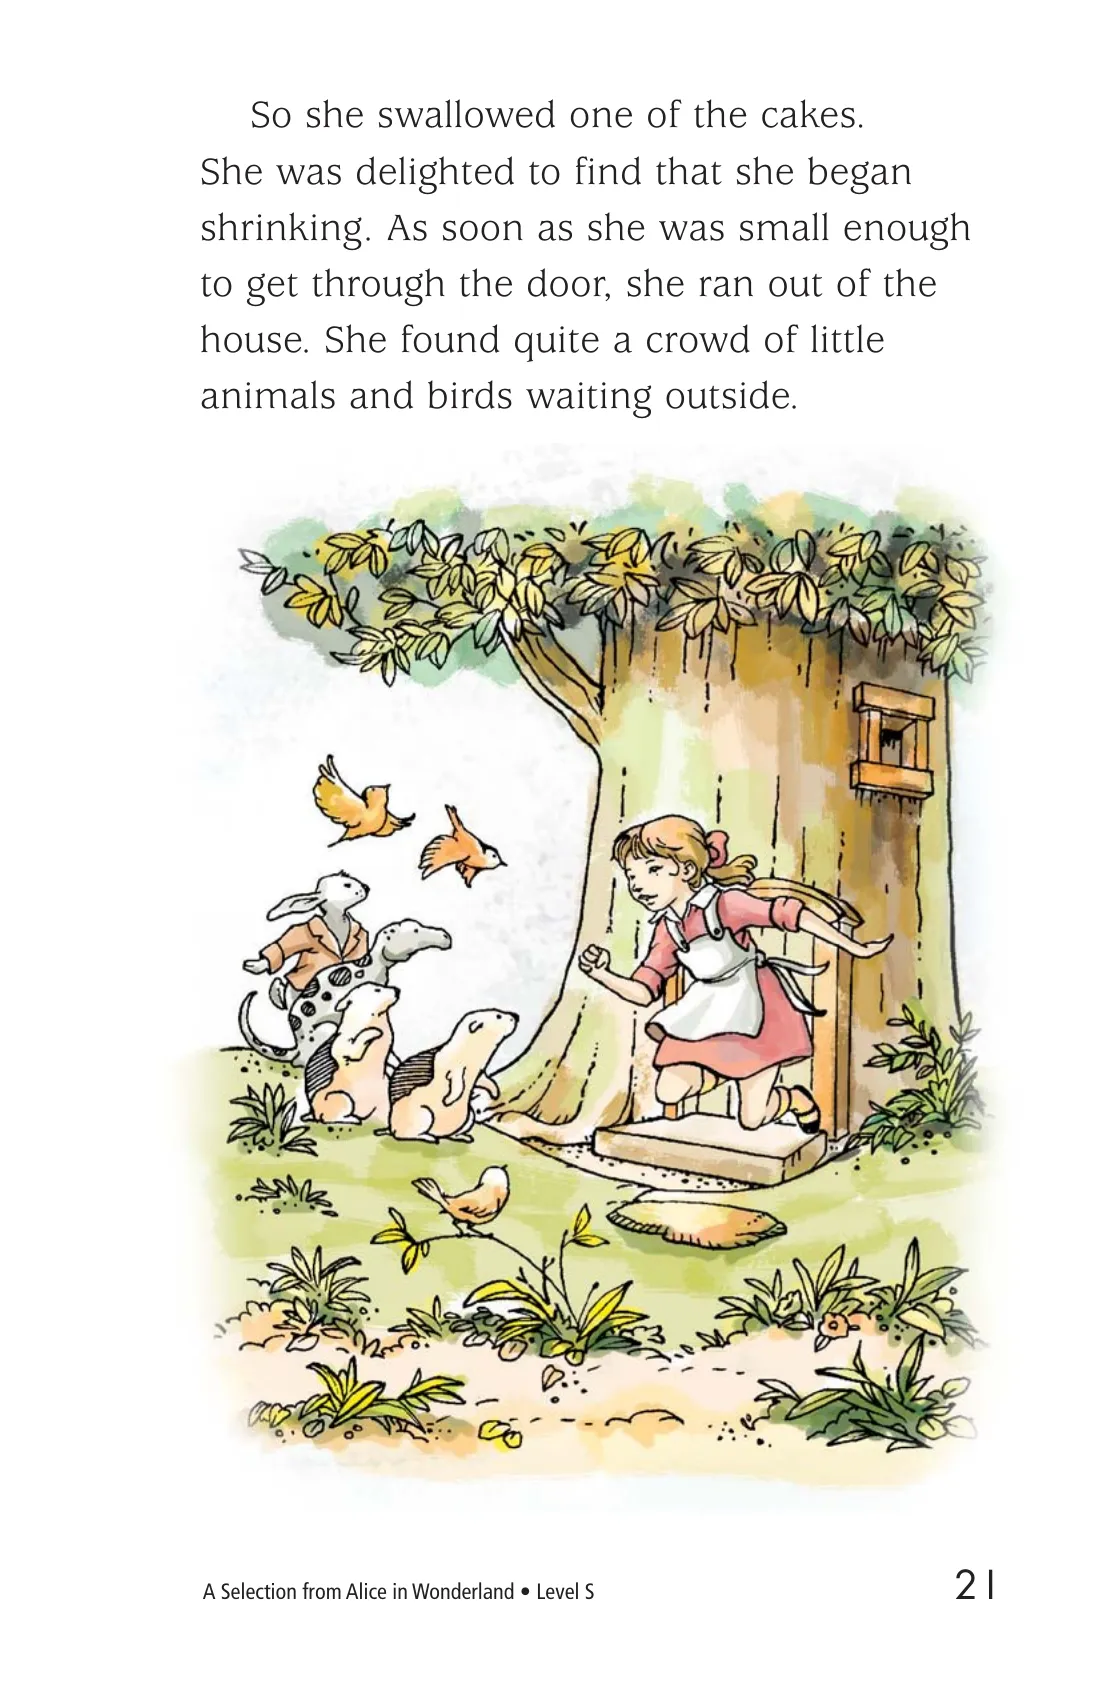 So she swallowed one of the cakes.
She was delighted to find that she began
shrinking. As soon as she was small enough
to get through the door, she ran out of the
house. She found quite a crowd of little
animals and birds waiting outside.
A Selection from Alice in Wonderland • Level S
21